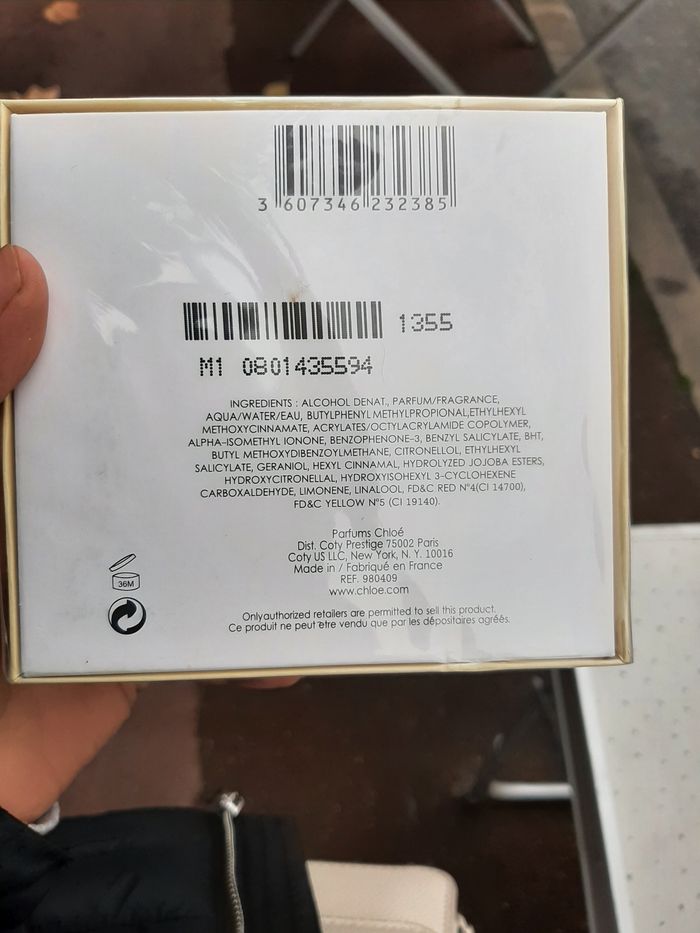 3 607346 232385
1355
M1 0801435594
INGREDIENTS : ALCOHOL DENAT., PARFUM/FRAGRANCE,
AQUA/WATER/EAU, BUTYLPHENYL METHYLPROPIONAL,ETHYLHEXYL
METHOXYCINNAMATE, ACRYLATES/OCTYLACRYLAMIDE COPOLYMER,
ALPHA-ISOMETHYL IONONE, BENZOPHENONE-3, BENZYL SALICYLATE, BHT,
BUTYL METHOXYDIBENZOYLMETHANE, CITRONELLOL, ETHYLHEXYL
SALICYLATE, GERANIOL, HEXYL CINNAMAL, HYDROLYZED JOJOBA ESTERS,
HYDROXYCITRONELLAL, HYDROXYISOHEXYL 3-CYCLOHEXENE
CARBOXALDEHYDE, LIMONENE, LINALOOL, FD&C RED N°4(CI 14700),
FD&C YELLOW N°5 (CI 19140).
Parfums Chloé
Dist. Coty Prestige 75002 Paris
Coty US LLC, New York, N. Y. 10016
Made in / Fabriqué en France
REF. 980409
www.chloe.com
36M
Onlyauthorized retailers are permitted to sell this product.
Ce produit ne peut être vendu que par les dépositaires agréés.